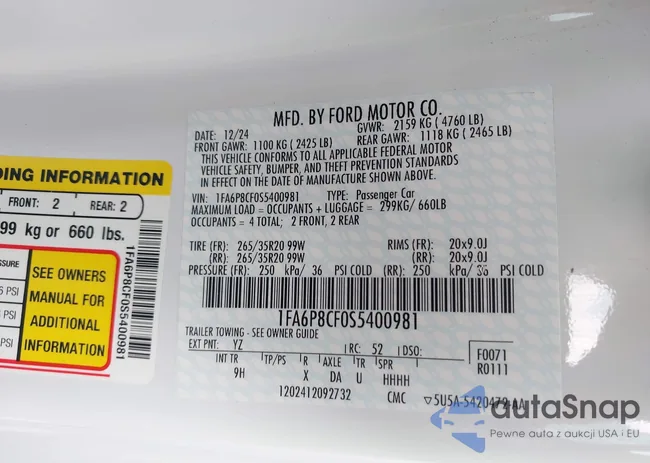 MFD. BY FORD MOTOR CO.
DATE: 12/24 GVWR: 2159 KG ( 4760 LB)
FRONT GAWR: 1100 KG ( 2425 LB) REAR GAWR: 1118 KG ( 2465 LB)
THIS VEHICLE CONFORMS TO ALL APPLICABLE FEDERAL MOTOR
VEHICLE SAFETY, BUMPER, AND THEFT PREVENTION STANDARDS
IN EFFECT ON THE DATE OF MANUFACTURE SHOWN ABOVE.
VIN: 1FA6P8CF0S5400981 TYPE: Passenger Car
MAXIMUM LOAD = OCCUPANTS + LUGGAGE = 299KG/ 660LB
OCCUPANTS = 4 TOTAL; 2 FRONT, 2 REAR
TIRE (FR): 265/35R20 99W RIMS (FR): 20x9.0J
(RR): 265/35R20 99W (RR): 20x9.0J
PRESSURE (FR): 250 kPa/ 36 PSI COLD (RR): 250 kPa/ 36 PSI COLD
1FA6P8CF0S5400981
TRAILER TOWING - SEE OWNER GUIDE
EXT PNT: YZ RC: 52 DSO: F0071
INT TR TP/PS R AXLE TR SPR R0111
9H X DA U HHHH
1202412092732 CMC ▽5U5A-5420472-AA
DING INFORMATION
FRONT: 2 REAR: 2
99 kg or 660 lbs.
SSURE
PSI
PSI
SEE OWNERS
MANUAL FOR
ADDITIONAL
INFORMATION
1FA6P8CF0S5400981
autoSnap
Pewne auta z aukcji USA i EU